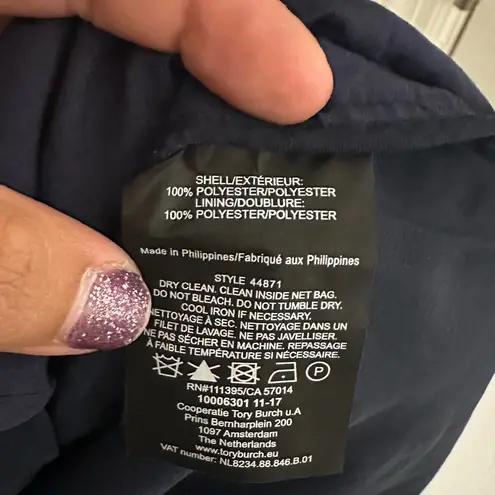 SHELL/EXTÉRIEUR:
100% POLYESTER/POLYESTER
LINING/DOUBLURE:
100% POLYESTER/POLYESTER
Made in Philippines/Fabriqué aux Philippines
STYLE 44871
DRY CLEAN. CLEAN INSIDE NET BAG.
DO NOT BLEACH. DO NOT TUMBLE DRY.
COOL IRON IF NECESSARY.
NETTOYAGE À SEC. NETTOYAGE DANS UN
FILET DE LAVAGE. NE PAS JAVELLISER.
NE PAS SÉCHER EN MACHINE. REPASSAGE
À FAIBLE TEMPÉRATURE SI NÉCESSAIRE.
P
RN#111395/CA 57014
10006301 11-17
Cooperatie Tory Burch u.A
Prins Bernharplein 200
1097 Amsterdam
The Netherlands
www.toryburch.eu
VAT number: NL8234.88.846.B.01